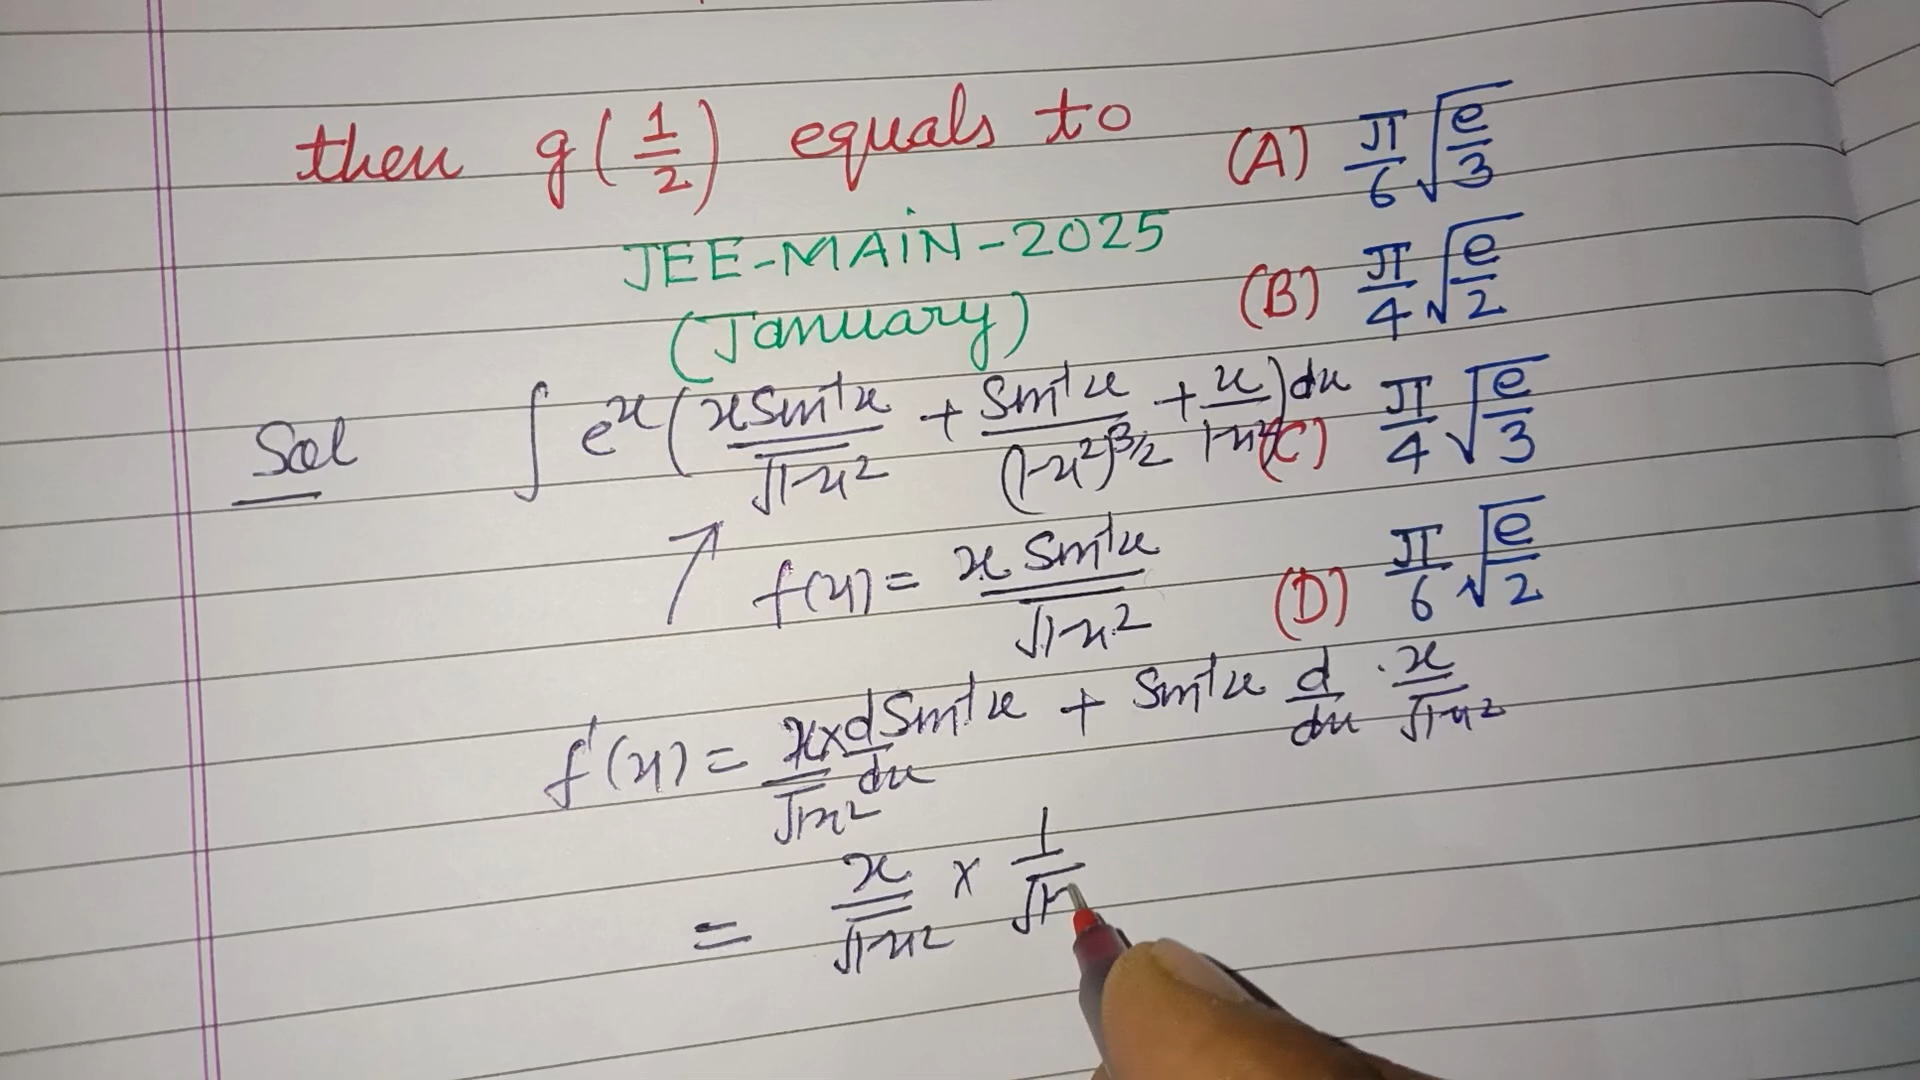 then g(1/2) equals to (A) π/6 √(e/3)
JEE-MAIN-2025
(January) (B) π/4 √(e/2)
Sol ∫ eˣ (x Sin⁻¹x/√1-x² + Sin⁻¹x/(1-x²)^3/2 + x/1-x²) dx (C) π/4 √(e/3)
f(x) = x Sin⁻¹x/√1-x² (D) π/6 √(e/2)
f'(x) = x/√1-x² × d/dx Sin⁻¹x + Sin⁻¹x d/dx · x/√1-x²
= x/√1-x² × 1/√1-